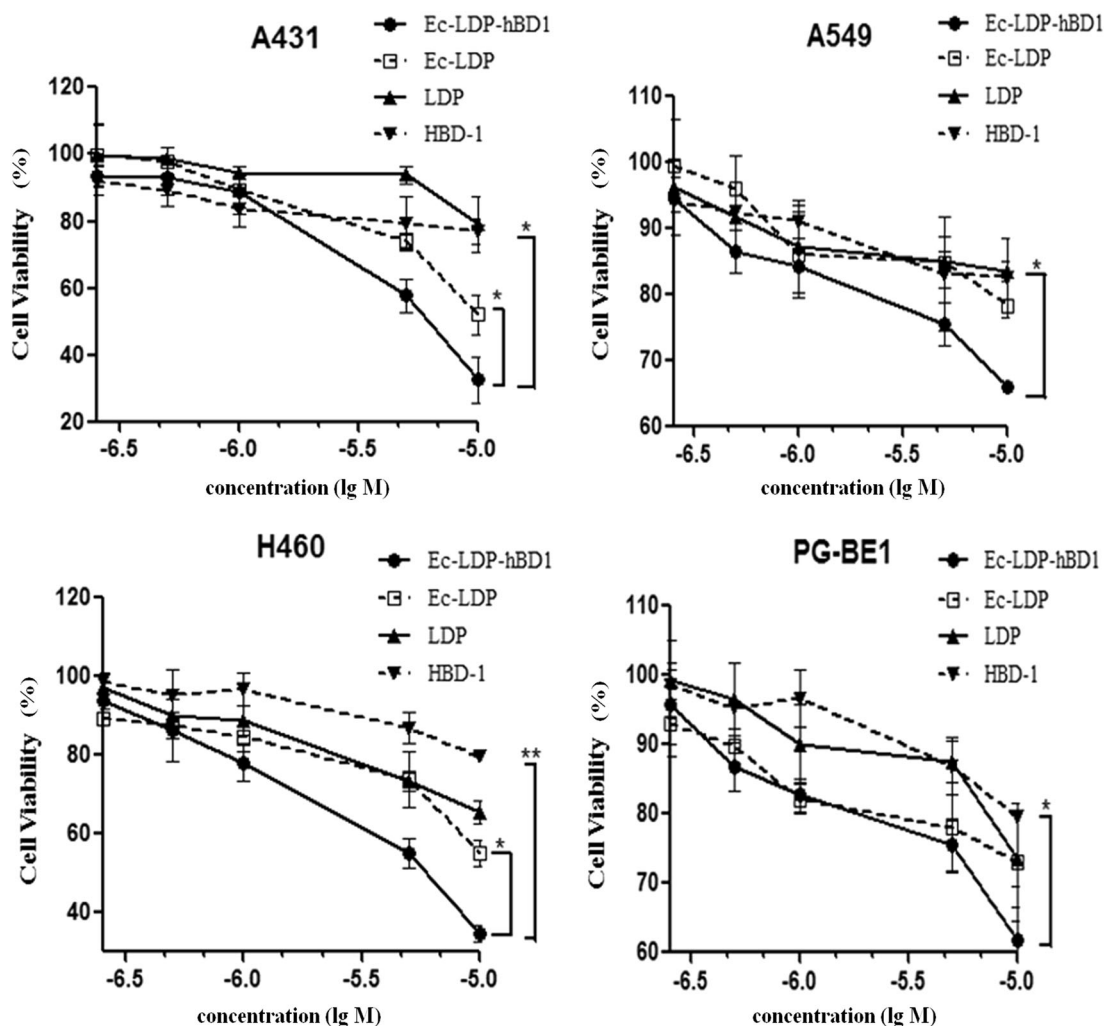 A431
Ec-LDP-hBD1
Ec-LDP
LDP
HBD-1
120
100
80
60
40
20
Cell Viability (%)
*
*
-6.5 -6.0 -5.5 -5.0
concentration (lg M)
A549
Ec-LDP-hBD1
Ec-LDP
LDP
HBD-1
110
100
90
80
70
60
Cell Viability (%)
*
-6.5 -6.0 -5.5 -5.0
concentration (lg M)
H460
Ec-LDP-hBD1
Ec-LDP
LDP
HBD-1
120
100
80
60
40
Cell Viability (%)
**
*
-6.5 -6.0 -5.5 -5.0
concentration (lg M)
PG-BE1
Ec-LDP-hBD1
Ec-LDP
LDP
HBD-1
110
100
90
80
70
60
Cell Viability (%)
*
-6.5 -6.0 -5.5 -5.0
concentration (lg M)